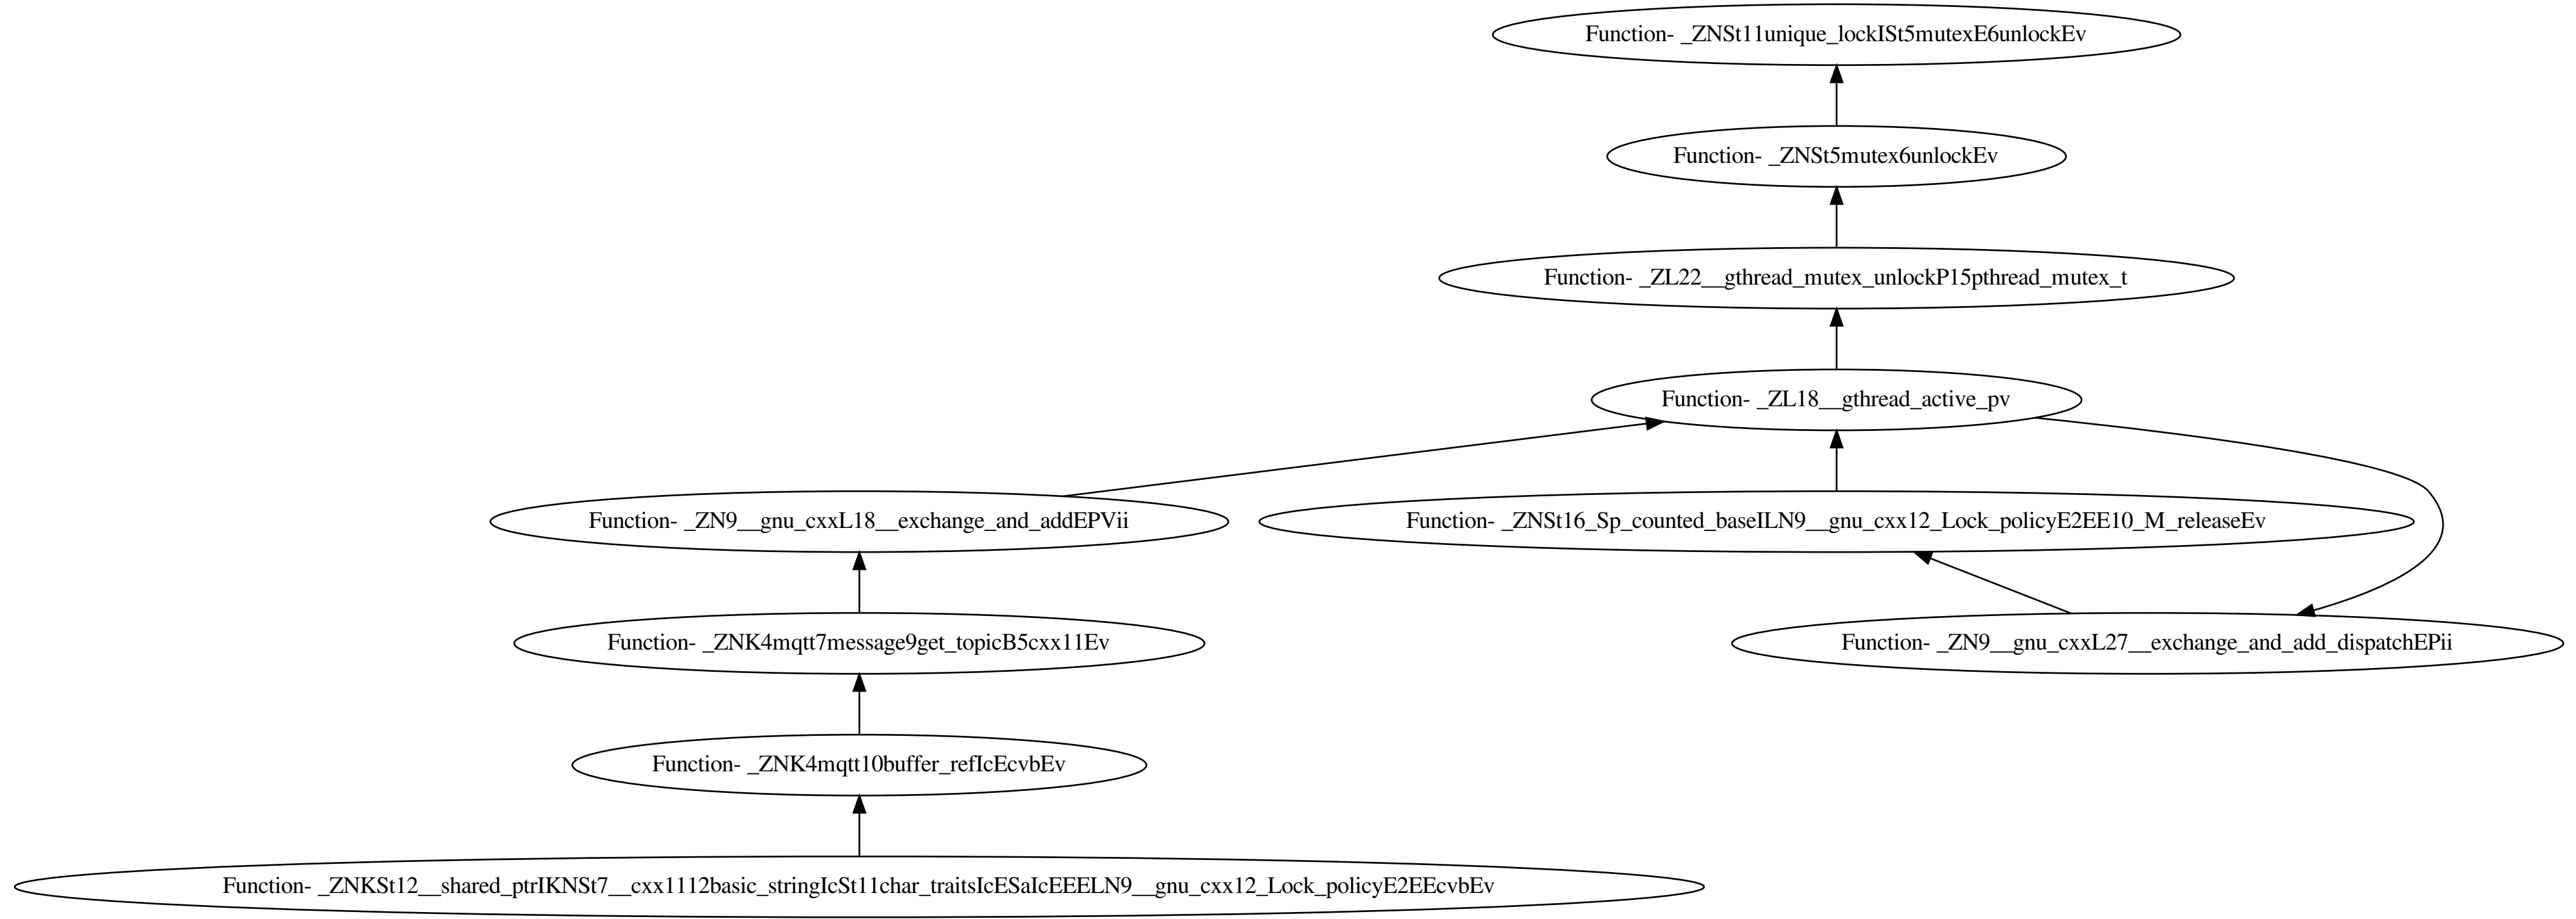 Function- _ZNSt11unique_lockISt5mutexE6unlockEv
Function- _ZNSt5mutex6unlockEv
Function- _ZL22__gthread_mutex_unlockP15pthread_mutex_t
Function- _ZL18__gthread_active_pv
Function- _ZN9__gnu_cxxL18__exchange_and_addEPVii
Function- _ZNSt16_Sp_counted_baseILN9__gnu_cxx12_Lock_policyE2EE10_M_releaseEv
Function- _ZNK4mqtt7message9get_topicB5cxx11Ev
Function- _ZN9__gnu_cxxL27__exchange_and_add_dispatchEPii
Function- _ZNK4mqtt10buffer_refIcEcvbEv
Function- _ZNKSt12__shared_ptrIKNSt7__cxx1112basic_stringIcSt11char_traitsIcESaIcEEELN9__gnu_cxx12_Lock_policyE2EEcvbEv